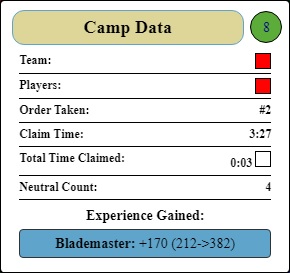 Camp Data 8
Team:
Players:
Order Taken: #2
Claim Time: 3:27
Total Time Claimed: 0:03
Neutral Count: 4
Experience Gained:
Blademaster: +170 (212->382)